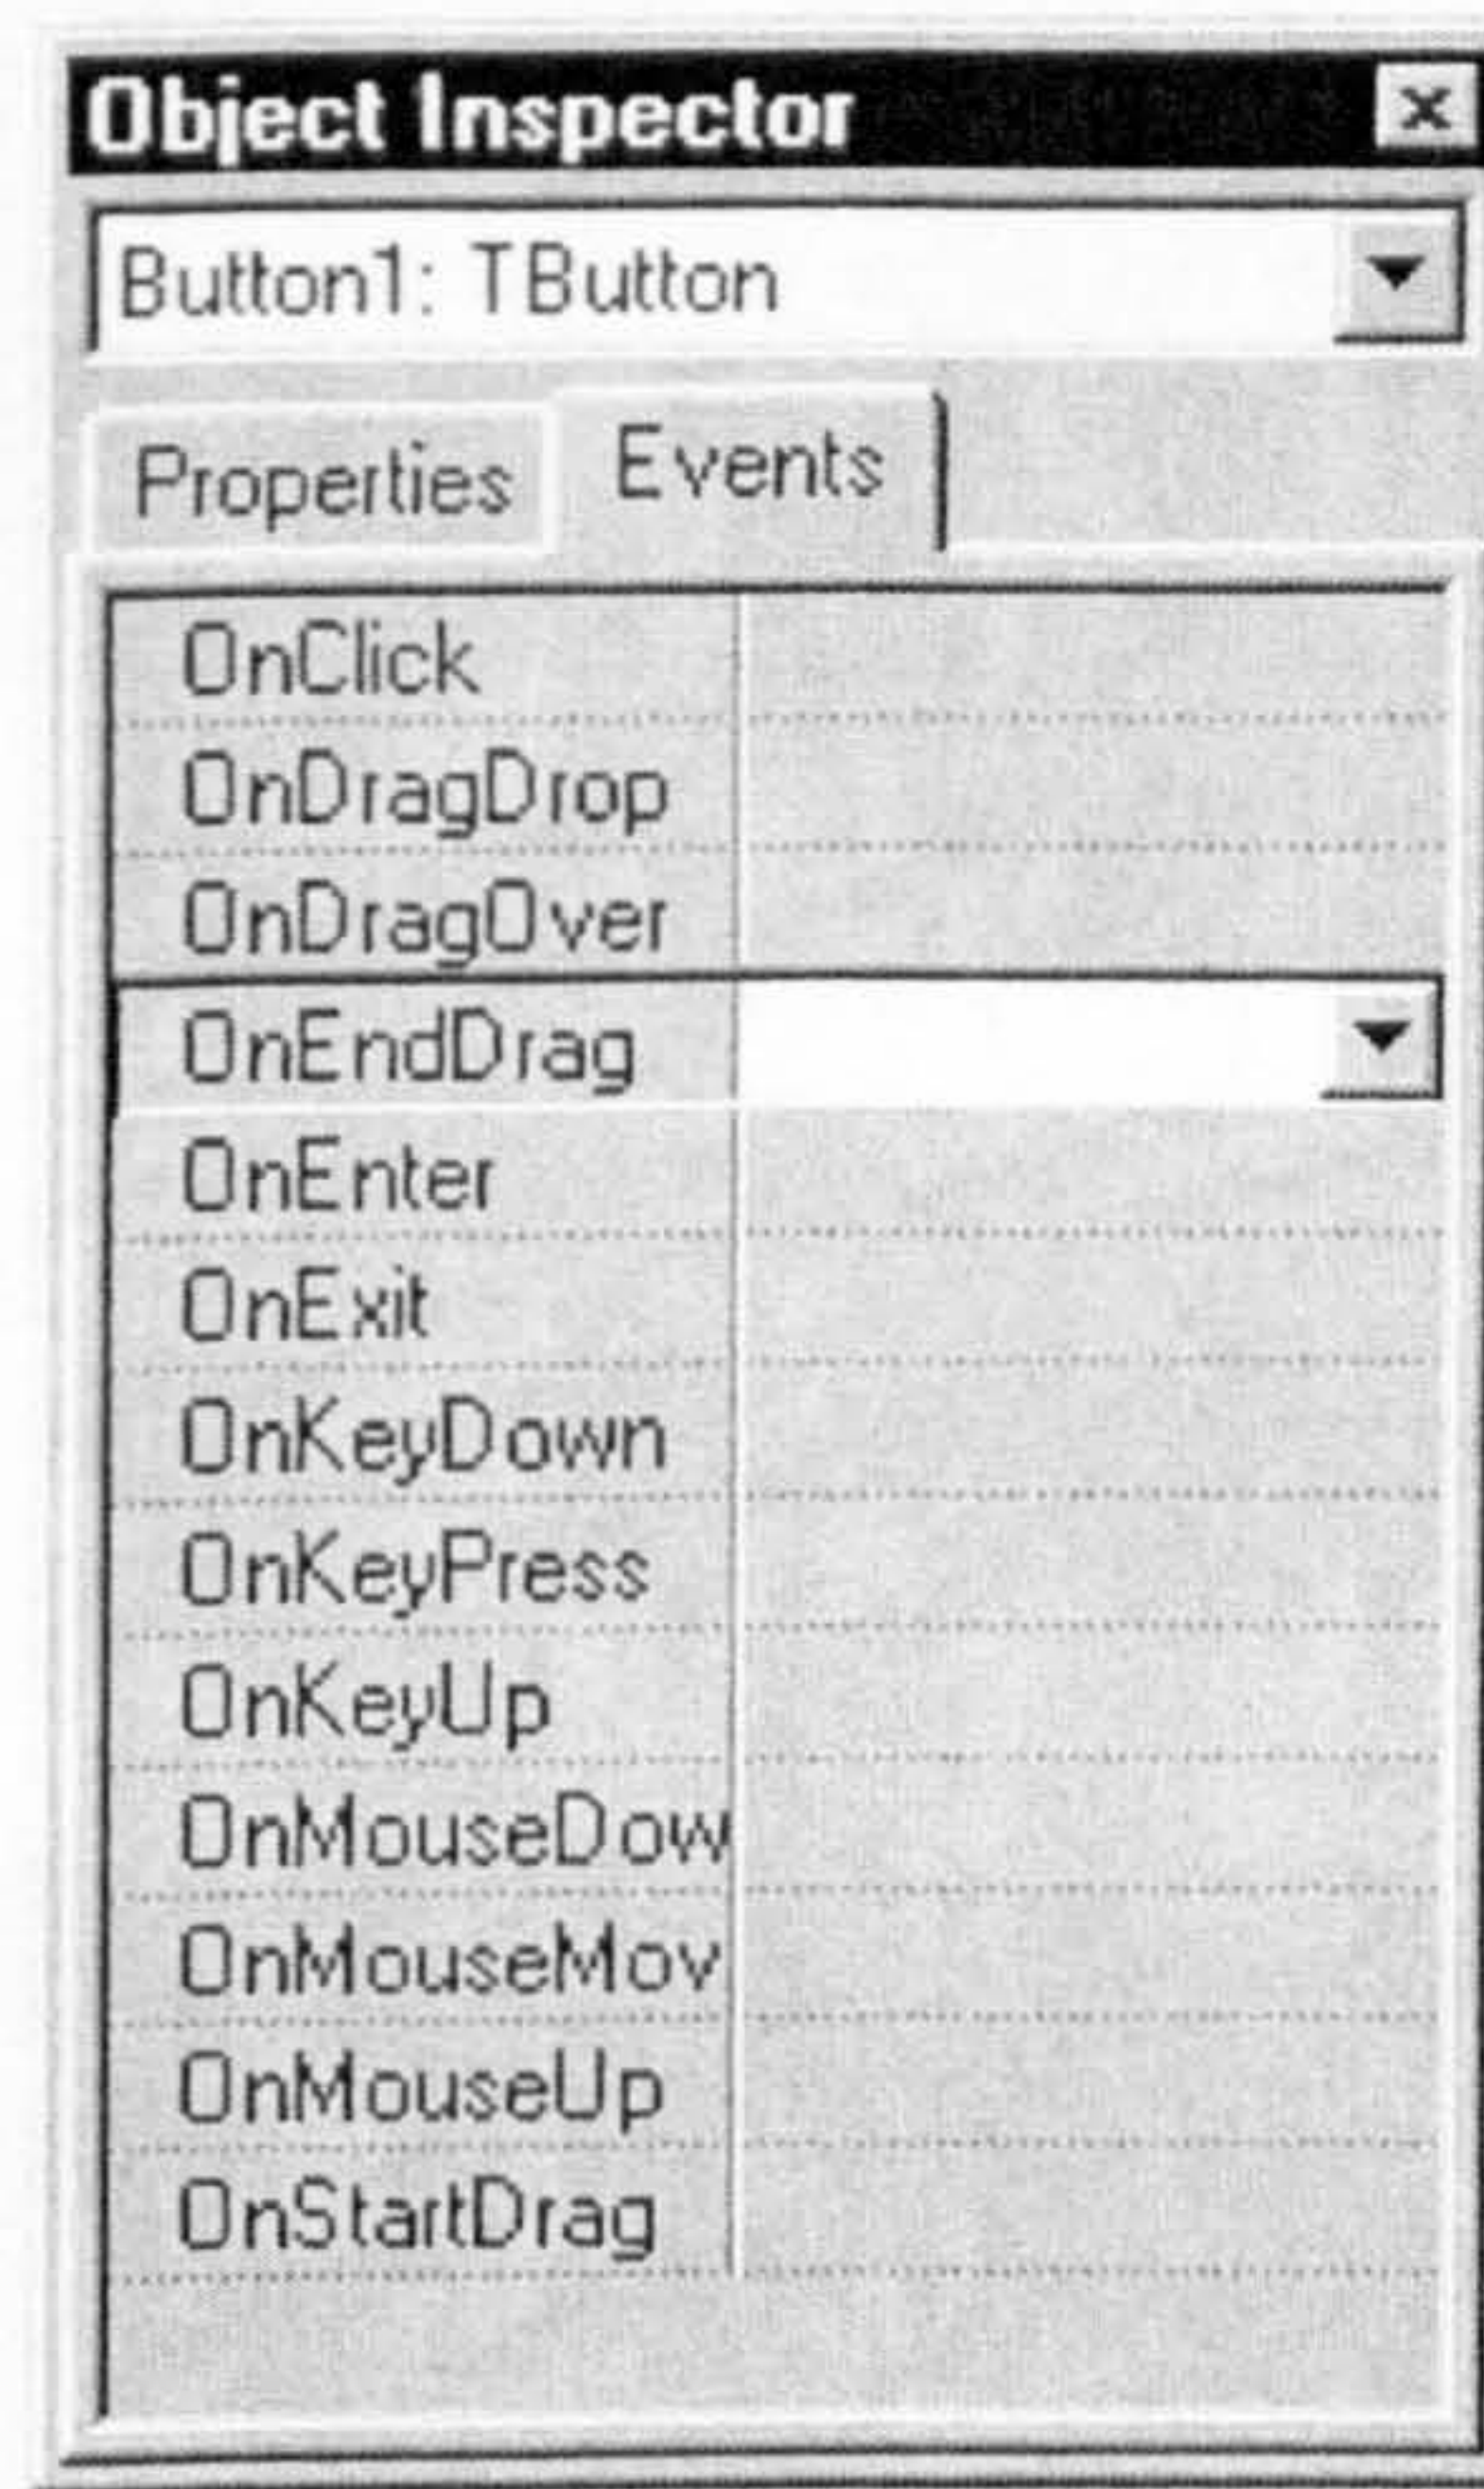 Object Inspector
Button1: TButton
Properties Events
OnClick
OnDragDrop
OnDragOver
OnEndDrag
OnEnter
OnExit
OnKeyDown
OnKeyPress
OnKeyUp
OnMouseDow
OnMouseMov
OnMouseUp
OnStartDrag